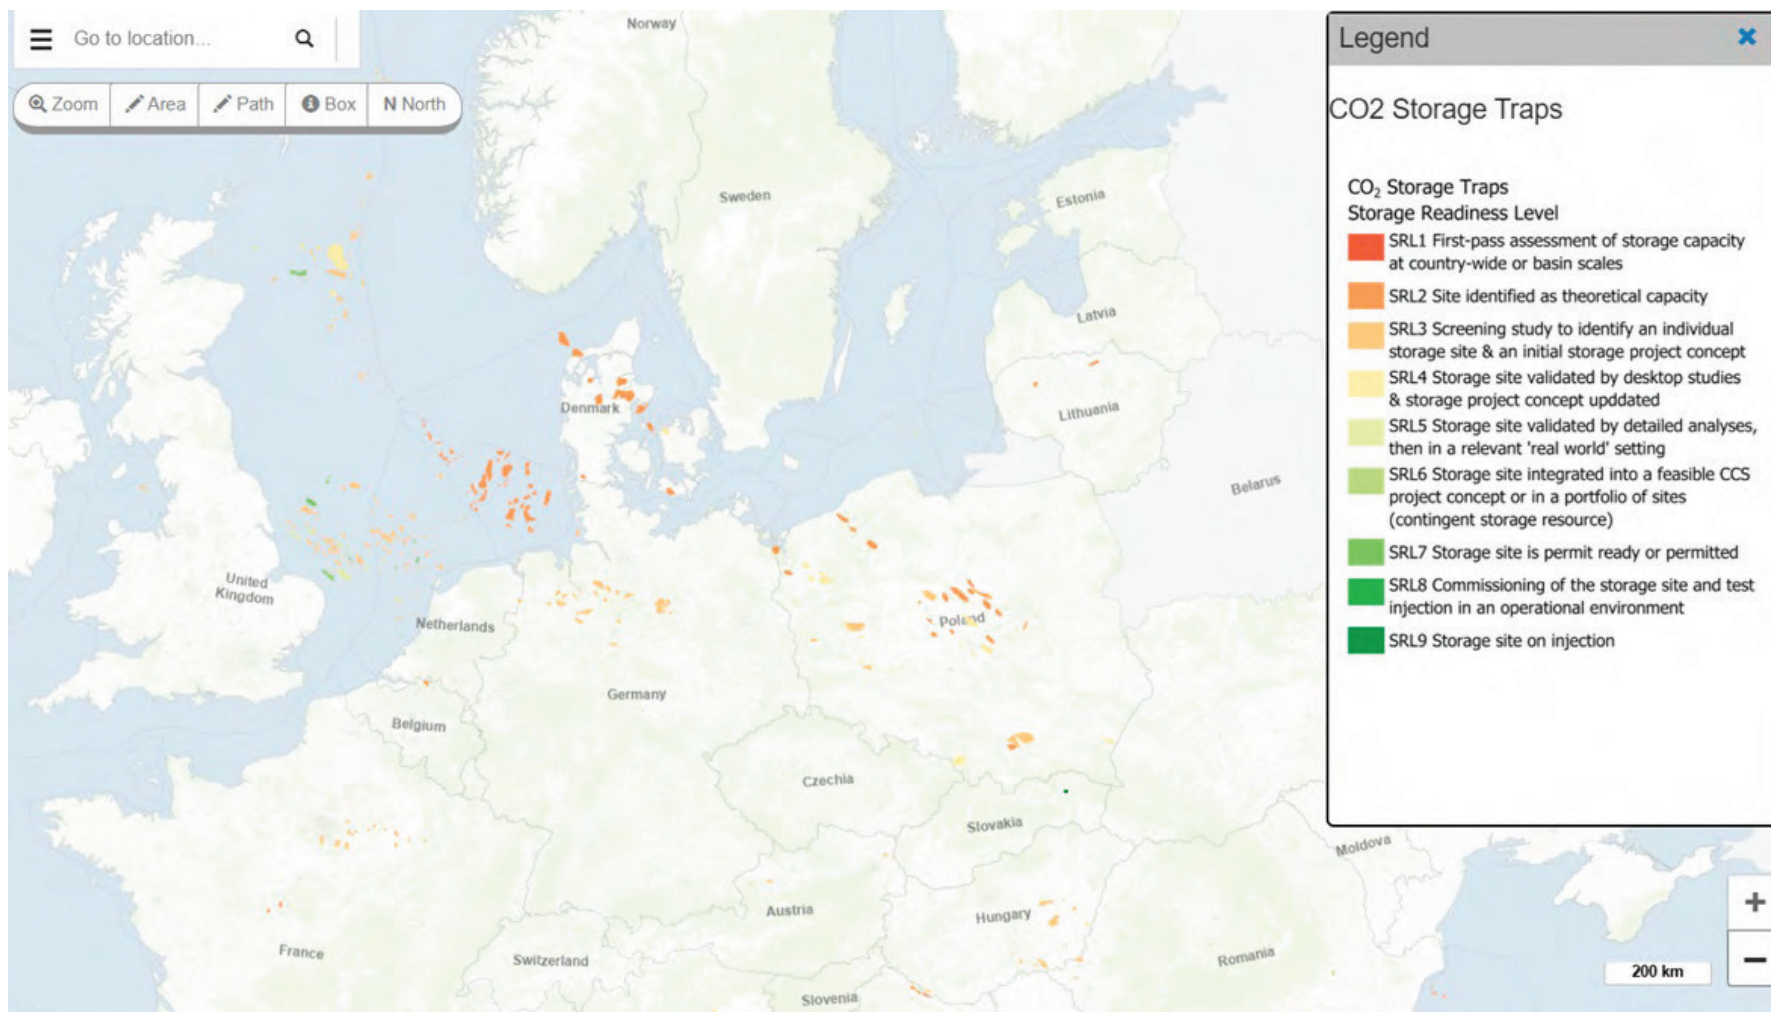 Go to location...
Zoom
Area
Path
Box
N North
Norway
Sweden
Estonia
Latvia
Denmark
Lithuania
Belarus
United
Kingdom
Netherlands
Poland
Germany
Belgium
Czechia
Slovakia
Moldova
Austria
Hungary
France
Switzerland
Romania
Slovenia
Legend
CO2 Storage Traps
CO₂ Storage Traps
Storage Readiness Level
SRL1 First-pass assessment of storage capacity
at country-wide or basin scales
SRL2 Site identified as theoretical capacity
SRL3 Screening study to identify an individual
storage site & an initial storage project concept
SRL4 Storage site validated by desktop studies
& storage project concept upddated
SRL5 Storage site validated by detailed analyses,
then in a relevant 'real world' setting
SRL6 Storage site integrated into a feasible CCS
project concept or in a portfolio of sites
(contingent storage resource)
SRL7 Storage site is permit ready or permitted
SRL8 Commissioning of the storage site and test
injection in an operational environment
SRL9 Storage site on injection
+
−
200 km